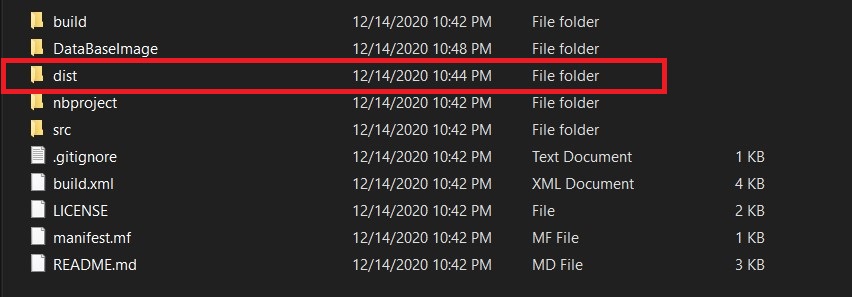 build 12/14/2020 10:42 PM File folder
DataBaseImage 12/14/2020 10:48 PM File folder
dist 12/14/2020 10:44 PM File folder
nbproject 12/14/2020 10:42 PM File folder
src 12/14/2020 10:42 PM File folder
.gitignore 12/14/2020 10:42 PM Text Document 1 KB
build.xml 12/14/2020 10:42 PM XML Document 4 KB
LICENSE 12/14/2020 10:42 PM File 2 KB
manifest.mf 12/14/2020 10:42 PM MF File 1 KB
README.md 12/14/2020 10:42 PM MD File 3 KB